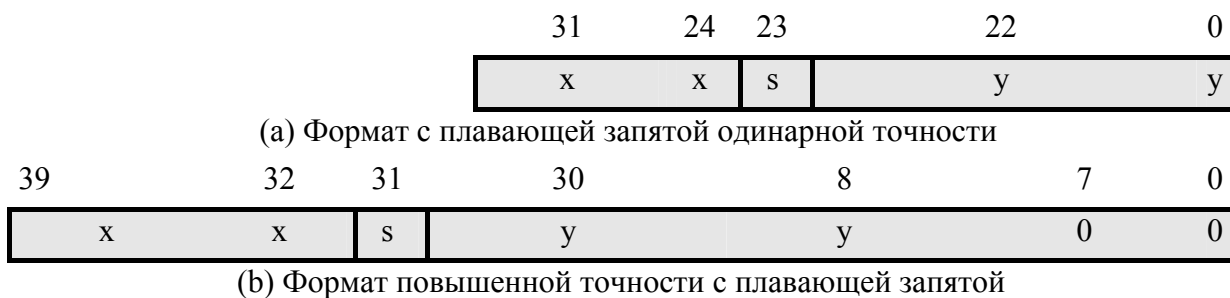 31 24 23 22 0
x x s y y
(a) Формат с плавающей запятой одинарной точности
39 32 31 30 8 7 0
x x s y y 0 0
(b) Формат повышенной точности с плавающей запятой